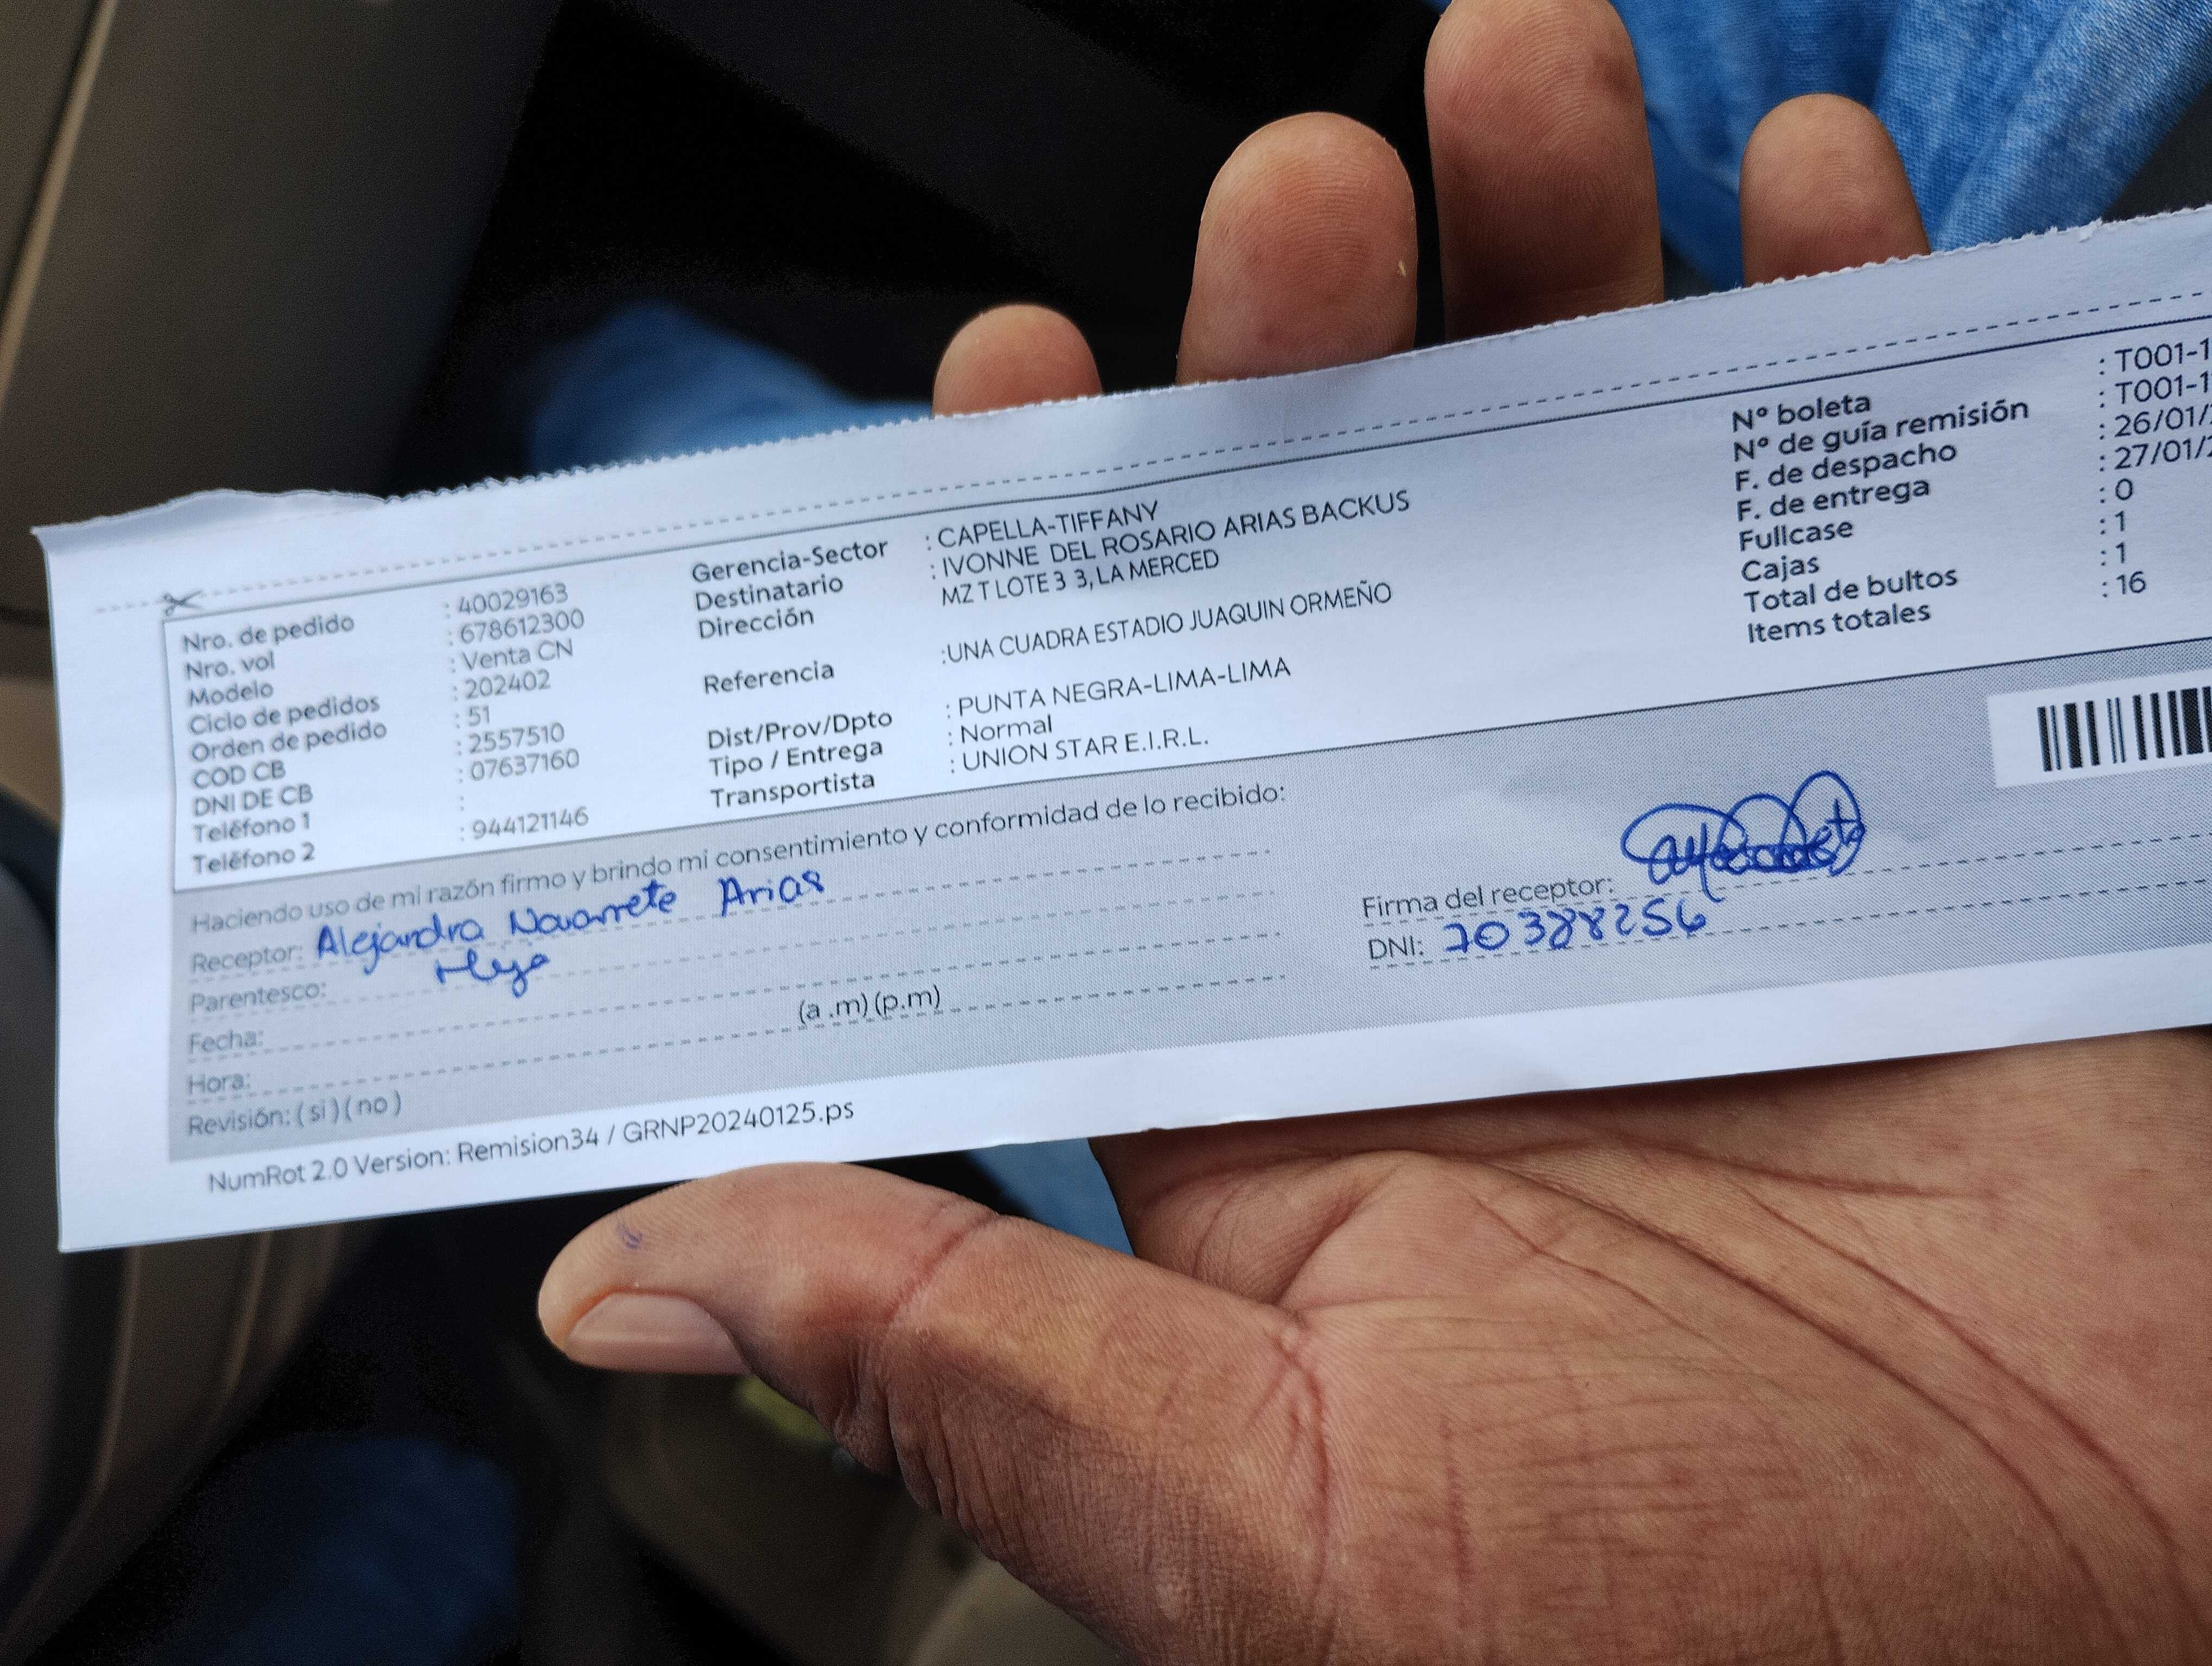 Nro. de pedido : 40029163
Nro. vol : 678612300
Modelo : Venta CN
Ciclo de pedidos : 202402
Orden de pedido : 51
COD CB : 2557510
DNI DE CB : 07637160
Teléfono 1 :
Teléfono 2 : 944121146
Gerencia-Sector : CAPELLA-TIFFANY
Destinatario : IVONNE DEL ROSARIO ARIAS BACKUS
Dirección MZ T LOTE 3 3, LA MERCED
Referencia :UNA CUADRA ESTADIO JUAQUIN ORMEÑO
Dist/Prov/Dpto : PUNTA NEGRA-LIMA-LIMA
Tipo / Entrega : Normal
Transportista : UNION STAR E.I.R.L.
Nº boleta : T001-1
Nº de guía remisión : T001-1
F. de despacho : 26/01/
F. de entrega : 27/01/
Fullcase : 0
Cajas : 1
Total de bultos : 1
Items totales : 16
Haciendo uso de mi razón firmo y brindo mi consentimiento y conformidad de lo recibido:
Receptor: Alejandra Navarrete Arias
Parentesco: Hija
Fecha:
Hora: (a .m) (p.m)
Revisión: ( si ) ( no )
Firma del receptor:
DNI: 70388256
NumRot 2.0 Version: Remision34 / GRNP20240125.ps